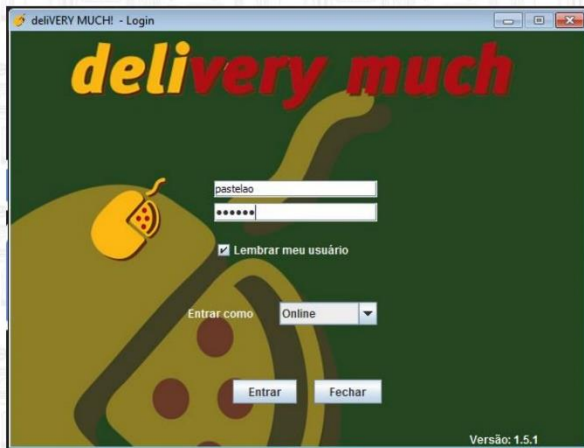 deliVERY MUCH! - Login
delivery much
pastelao
••••••
Lembrar meu usuário
Entrar como Online
Entrar Fechar
Versão: 1.5.1